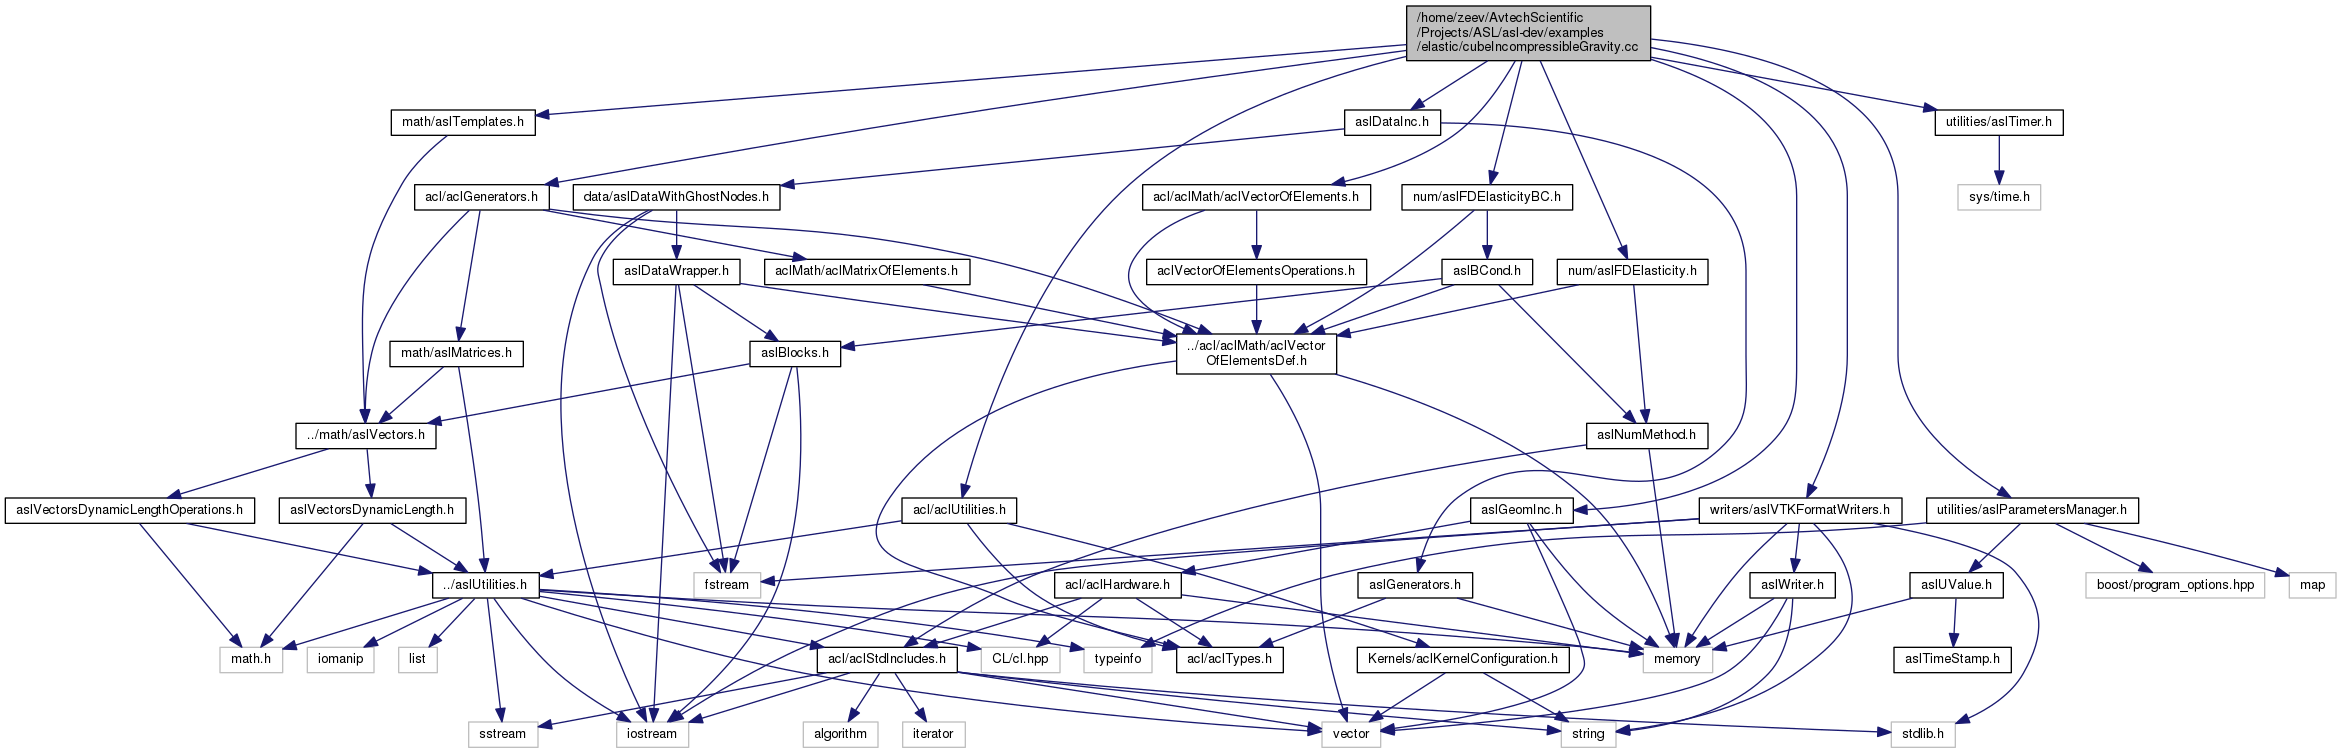 /home/zeev/AvtechScientific
/Projects/ASL/asl-dev/examples
/elastic/cubeIncompressibleGravity.cc
math/aslTemplates.h
aslDataInc.h
utilities/aslTimer.h
acl/aclGenerators.h
data/aslDataWithGhostNodes.h
acl/aclMath/aclVectorOfElements.h
num/aslFDElasticityBC.h
sys/time.h
aslDataWrapper.h
aclMath/aclMatrixOfElements.h
aclVectorOfElementsOperations.h
aslBCond.h
num/aslFDElasticity.h
math/aslMatrices.h
aslBlocks.h
../acl/aclMath/aclVector
OfElementsDef.h
../math/aslVectors.h
aslNumMethod.h
aslVectorsDynamicLengthOperations.h
aslVectorsDynamicLength.h
acl/aclUtilities.h
aslGeomInc.h
writers/aslVTKFormatWriters.h
utilities/aslParametersManager.h
../aslUtilities.h
fstream
acl/aclHardware.h
aslGenerators.h
aslWriter.h
aslUValue.h
boost/program_options.hpp
map
math.h
iomanip
list
acl/aclStdIncludes.h
CL/cl.hpp
typeinfo
acl/aclTypes.h
Kernels/aclKernelConfiguration.h
memory
aslTimeStamp.h
sstream
iostream
algorithm
iterator
vector
string
stdlib.h